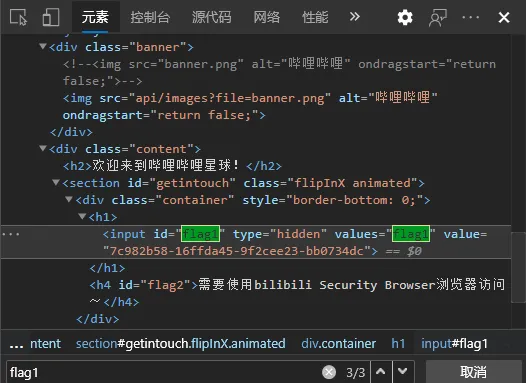 元素 控制台 源代码 网络 性能 »
<div class="banner">
<!--<img src="banner.png" alt="哔哩哔哩" ondragstart="return
false;">-->
<img src="api/images?file=banner.png" alt="哔哩哔哩"
ondragstart="return false;">
</div>
<div class="content">
<h2>欢迎来到哔哩哔哩星球! </h2>
<section id="getintouch" class="flipInX animated">
<div class="container" style="border-bottom: 0;">
<h1>
··· <input id="flag1" type="hidden" values="flag1" value=
"7c982b58-16ffda45-9f2cee23-bb0734dc"> == $0
</h1>
<h4 id="flag2">需要使用bilibili Security Browser浏览器访问
~</h4>
</div>
... ntent section#getintouch.flipInX.animated div.container h1 input#flag1
flag1 3/3 取消